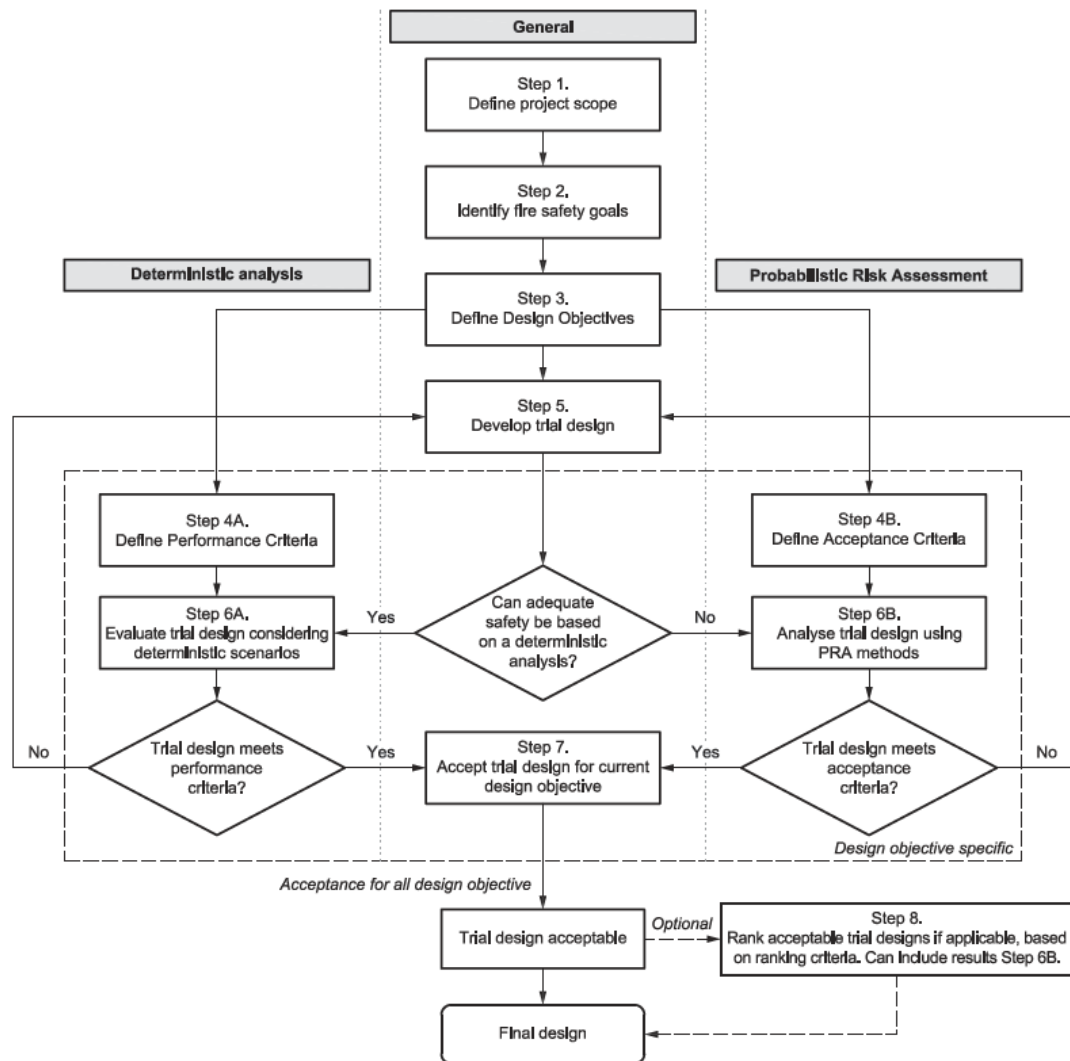 General
Step 1.
Define project scope
Step 2.
Identify fire safety goals
Deterministic analysis
Probabilistic Risk Assessment
Step 3.
Define Design Objectives
Step 5.
Develop trial design
Step 4A.
Define Performance Criteria
Step 4B.
Define Acceptance Criteria
Can adequate
safety be based
on a deterministic
analysis?
Yes
No
Step 6A.
Evaluate trial design considering
deterministic scenarios
Step 6B.
Analyse trial design using
PRA methods
No
Trial design meets
performance
criteria?
Yes
Step 7.
Accept trial design for current
design objective
Yes
Trial design meets
acceptance
criteria?
No
Design objective specific
Acceptance for all design objective
Trial design acceptable
Optional
Step 8.
Rank acceptable trial designs if applicable, based
on ranking criteria. Can include results Step 6B.
Final design